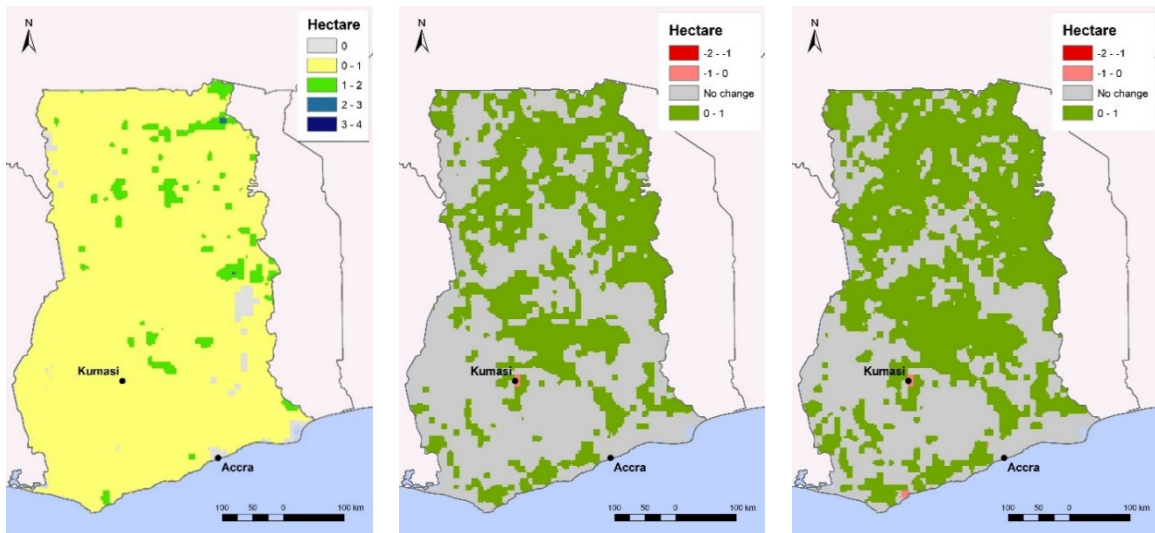 N
Hectare
0
0 - 1
1 - 2
2 - 3
3 - 4
Kumasi
Accra
100 50 0 100 km
N
Hectare
-2 - -1
-1 - 0
No change
0 - 1
Kumasi
Accra
100 50 0 100 km
N
Hectare
-2 - -1
-1 - 0
No change
0 - 1
Kumasi
Accra
100 50 0 100 km